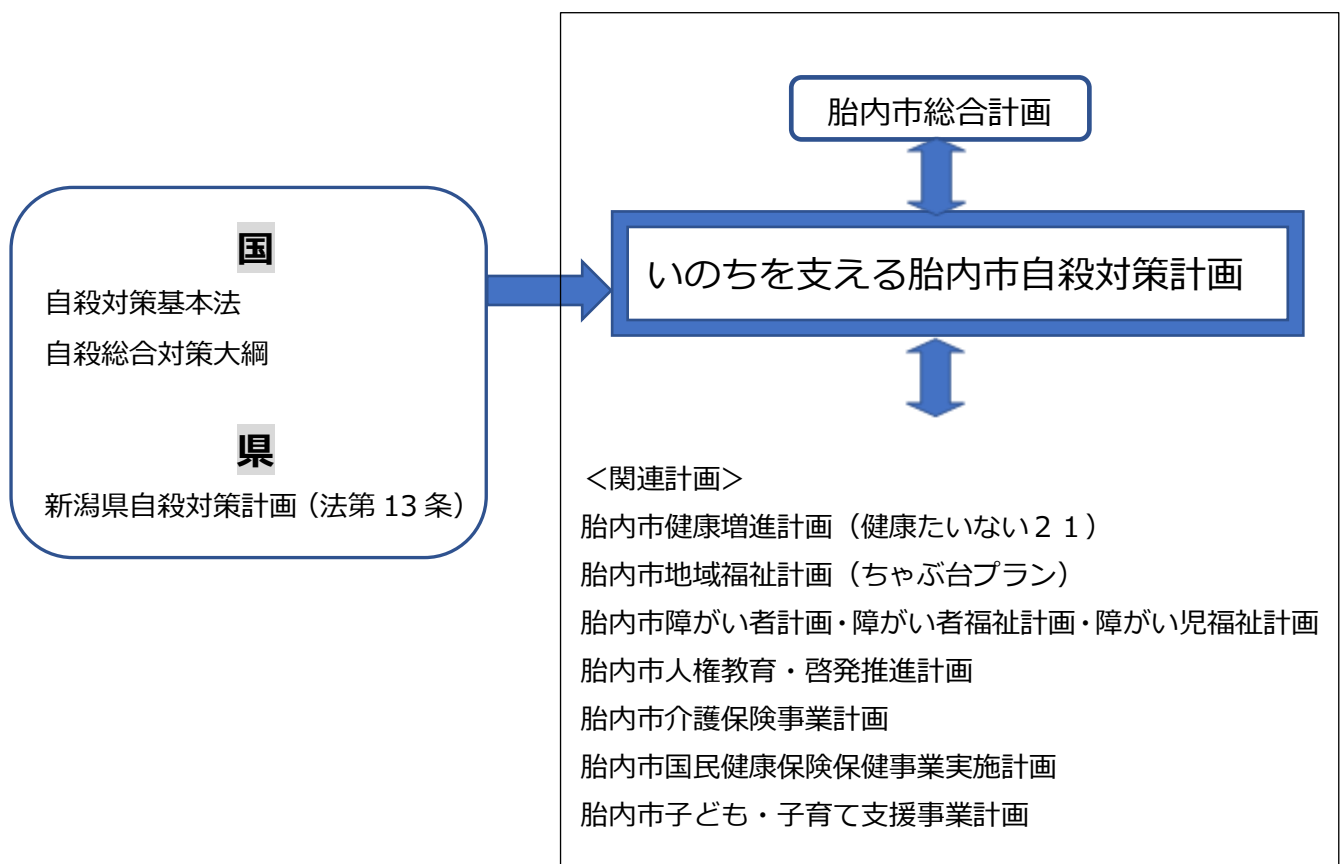 国
自殺対策基本法
自殺総合対策大綱
県
新潟県自殺対策計画（法第 13 条）
胎内市総合計画
いのちを支える胎内市自殺対策計画
＜関連計画＞
胎内市健康増進計画（健康たいない２１）
胎内市地域福祉計画（ちゃぶ台プラン）
胎内市障がい者計画・障がい者福祉計画・障がい児福祉計画
胎内市人権教育・啓発推進計画
胎内市介護保険事業計画
胎内市国民健康保険保健事業実施計画
胎内市子ども・子育て支援事業計画